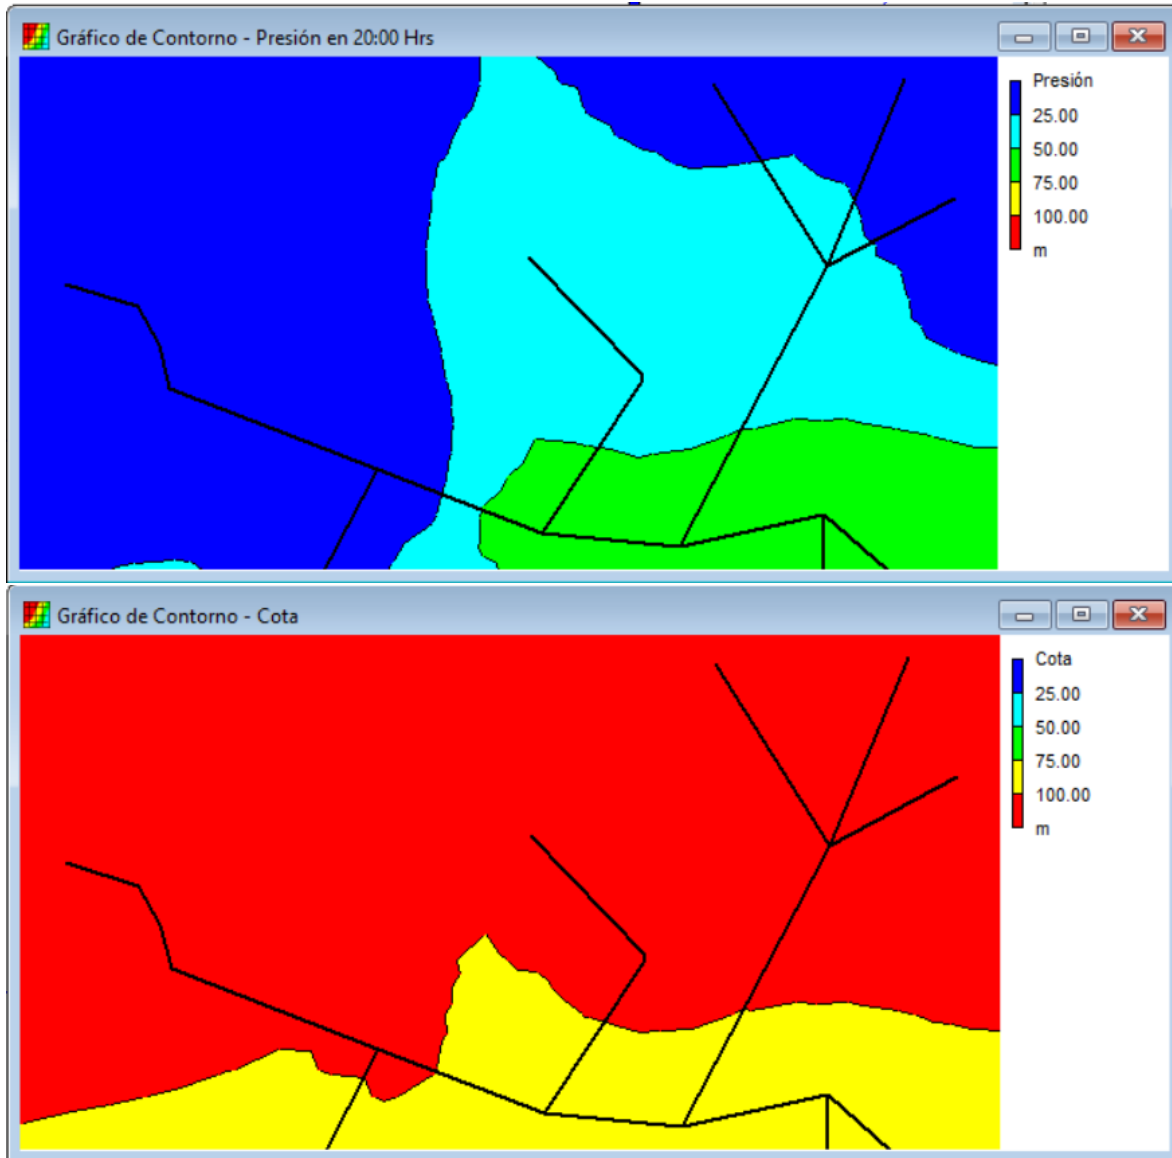 Gráfico de Contorno - Presión en 20:00 Hrs
Presión
25.00
50.00
75.00
100.00
m
Gráfico de Contorno - Cota
Cota
25.00
50.00
75.00
100.00
m